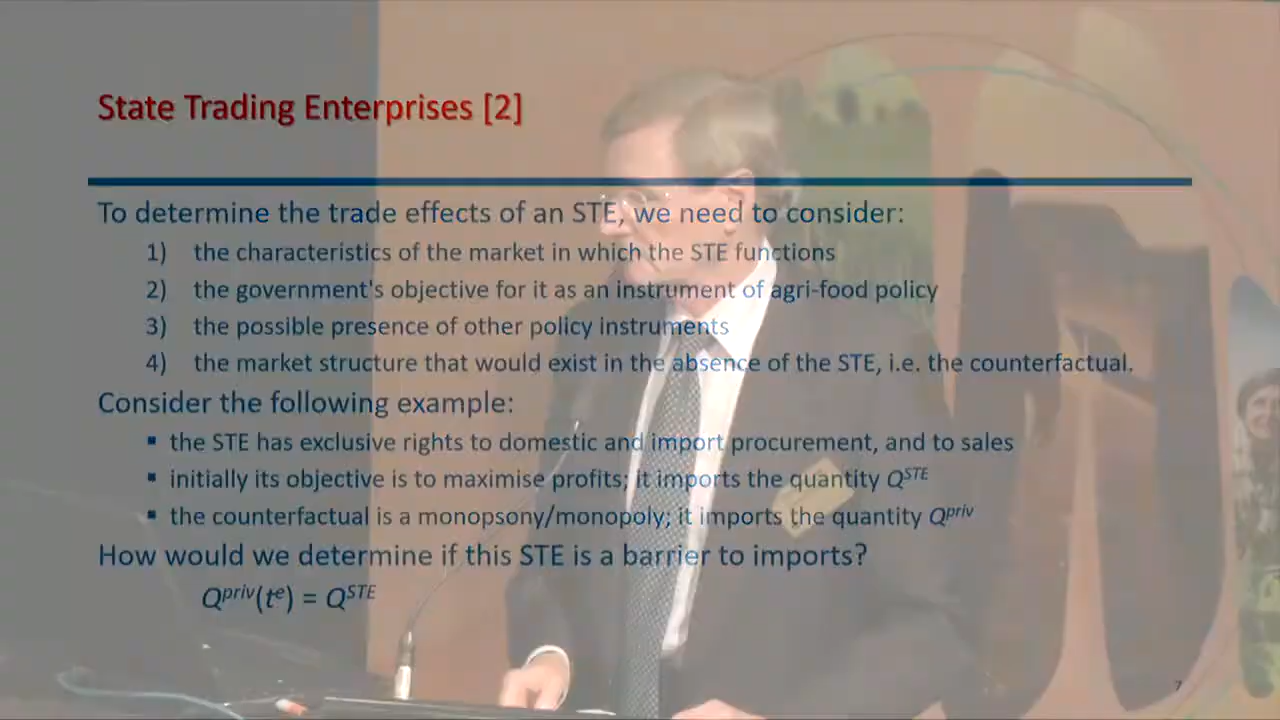 State Trading Enterprises [2]
To determine the trade effects of an STE, we need to consider:
1) the characteristics of the market in which the STE functions
2) the government's objective for it as an instrument of agri-food policy
3) the possible presence of other policy instruments
4) the market structure that would exist in the absence of the STE, i.e. the counterfactual.
Consider the following example:
▪ the STE has exclusive rights to domestic and import procurement, and to sales
▪ initially its objective is to maximise profits; it imports the quantity Q^STE
▪ the counterfactual is a monopsony/monopoly; it imports the quantity Q^priv
How would we determine if this STE is a barrier to imports?
Q^priv(t^e) = Q^STE
7